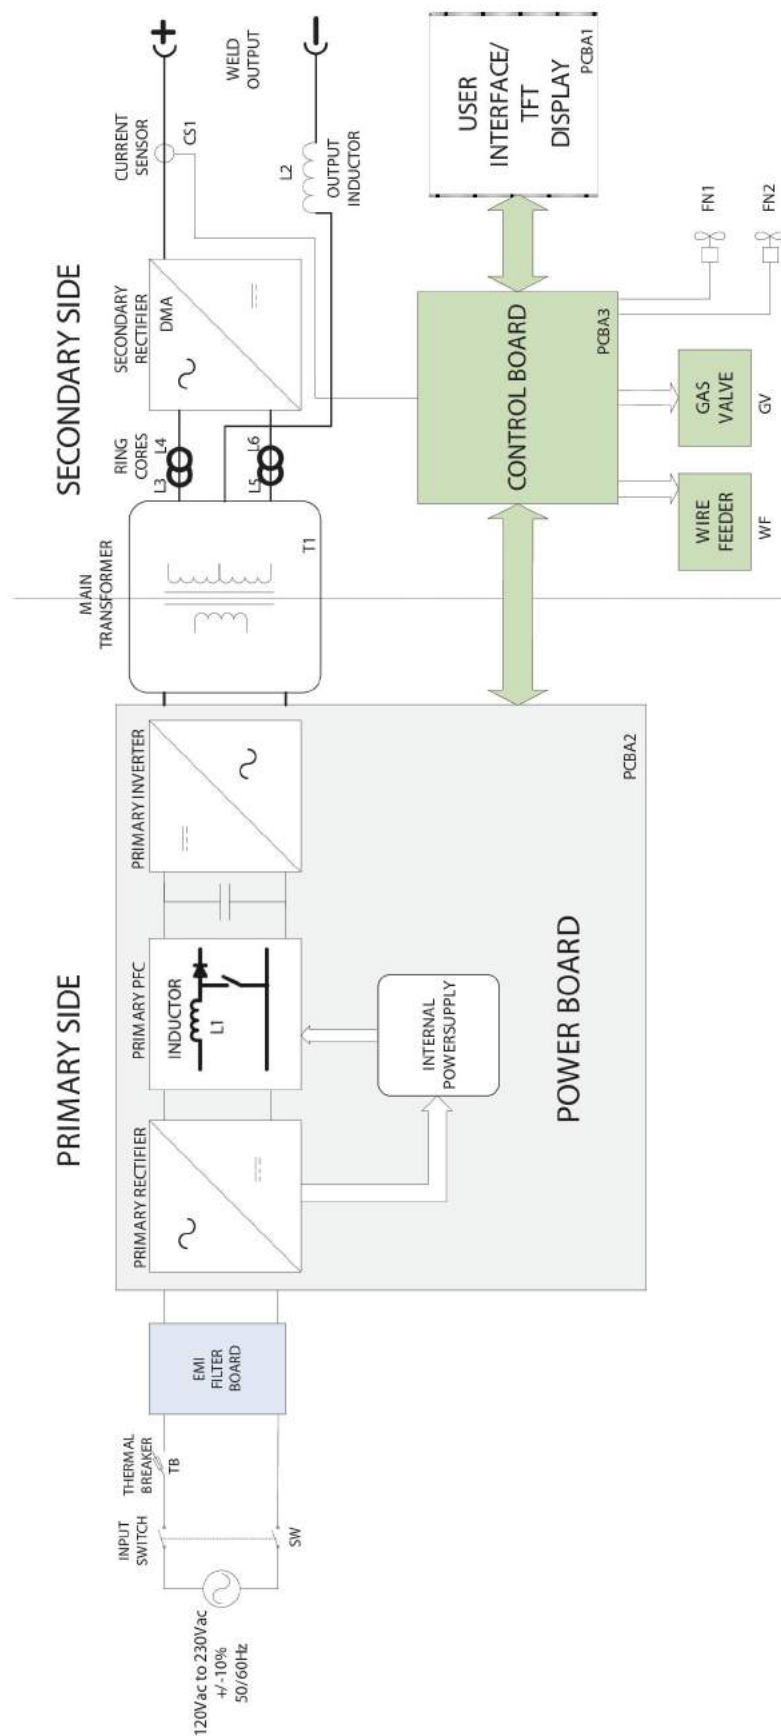 PRIMARY SIDE
SECONDARY SIDE
120Vac to 230Vac
+/-10%
50/60Hz
INPUT
SWITCH
SW
THERMAL
BREAKER
TB
EMI
FILTER
BOARD
PRIMARY RECTIFIER
PRIMARY PFC
INDUCTOR
L1
PRIMARY INVERTER
INTERNAL
POWERSUPPLY
POWER BOARD
PCBA2
MAIN
TRANSFORMER
T1
RING
CORES
L3
L4
L5
L6
SECONDARY
RECTIFIER
DMA
CURRENT
SENSOR
CS1
L2
OUTPUT
INDUCTOR
+
WELD
OUTPUT
−
CONTROL BOARD
PCBA3
USER
INTERFACE/
TFT
DISPLAY
PCBA1
WIRE
FEEDER
WF
GAS
VALVE
GV
FN1
FN2